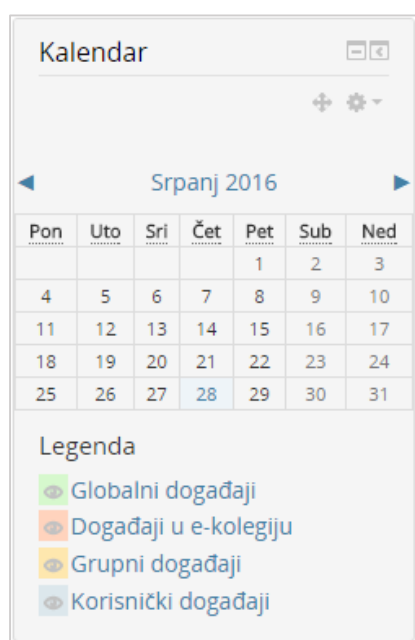 Kalendar
Srpanj 2016
Pon Uto Sri Čet Pet Sub Ned
1 2 3
4 5 6 7 8 9 10
11 12 13 14 15 16 17
18 19 20 21 22 23 24
25 26 27 28 29 30 31
Legenda
Globalni događaji
Događaji u e-kolegiju
Grupni događaji
Korisnički događaji